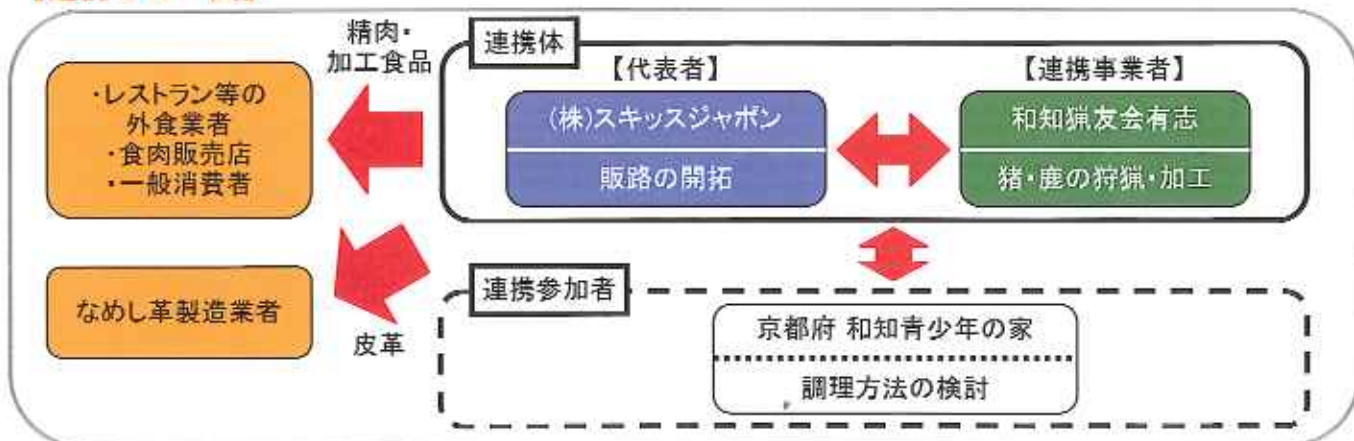 精肉・
加工食品
連携体
【代表者】
【連携事業者】
・レストラン等の
外食業者
・食肉販売店
・一般消費者
(株)スキッスジャポン
販路の開拓
和知猟友会有志
猪・鹿の狩猟・加工
なめし革製造業者
皮革
連携参加者
京都府 和知青少年の家
調理方法の検討